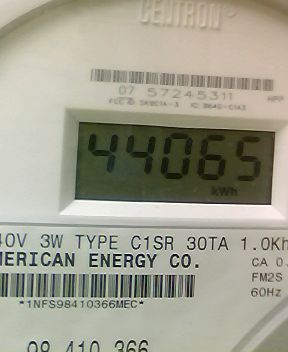 CENTRON
07 57245311
44065
kWh
40V 3W TYPE C1SR 30TA 1.0Kh
MERICAN ENERGY CO.
CA 0.
FM2S
60Hz
*1NFS98410366MEC*
98 410 366